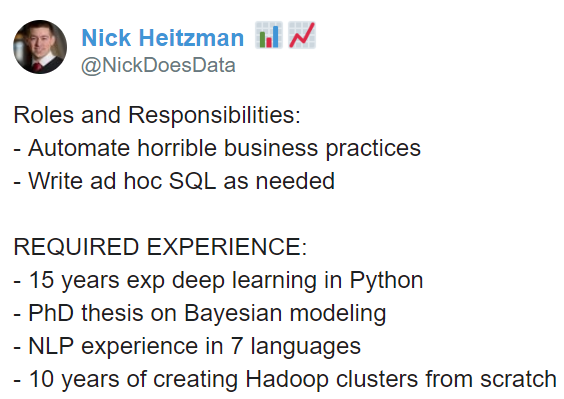 Nick Heitzman 📊📈
@NickDoesData
Roles and Responsibilities:
- Automate horrible business practices
- Write ad hoc SQL as needed
REQUIRED EXPERIENCE:
- 15 years exp deep learning in Python
- PhD thesis on Bayesian modeling
- NLP experience in 7 languages
- 10 years of creating Hadoop clusters from scratch